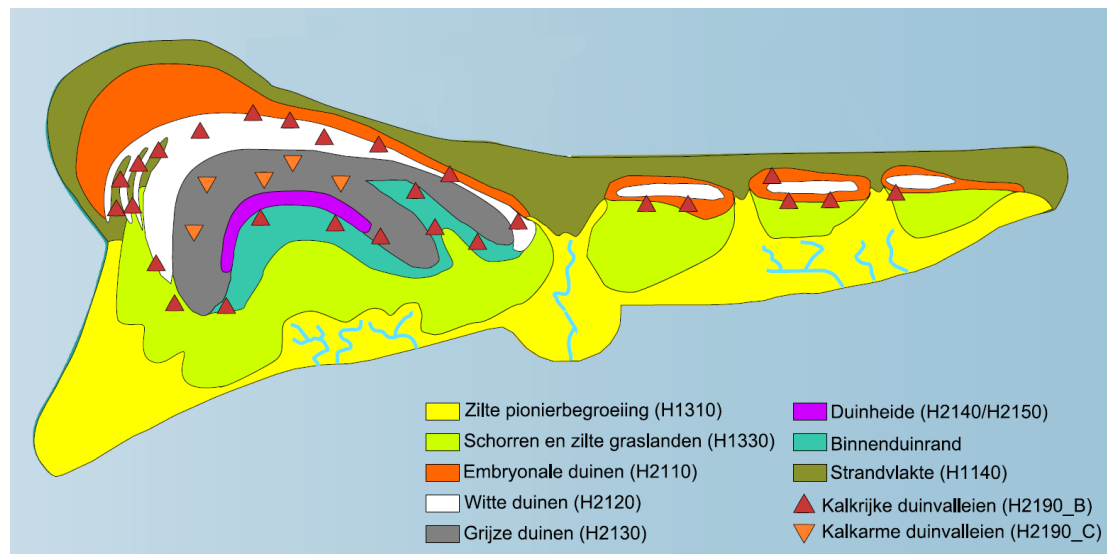 Zilte pionierbegroeiing (H1310)
Schorren en zilte graslanden (H1330)
Embryonale duinen (H2110)
Witte duinen (H2120)
Grijze duinen (H2130)
Duinheide (H2140/H2150)
Binnenduinrand
Strandvlakte (H1140)
Kalkrijke duinvalleien (H2190_B)
Kalkarme duinvalleien (H2190_C)